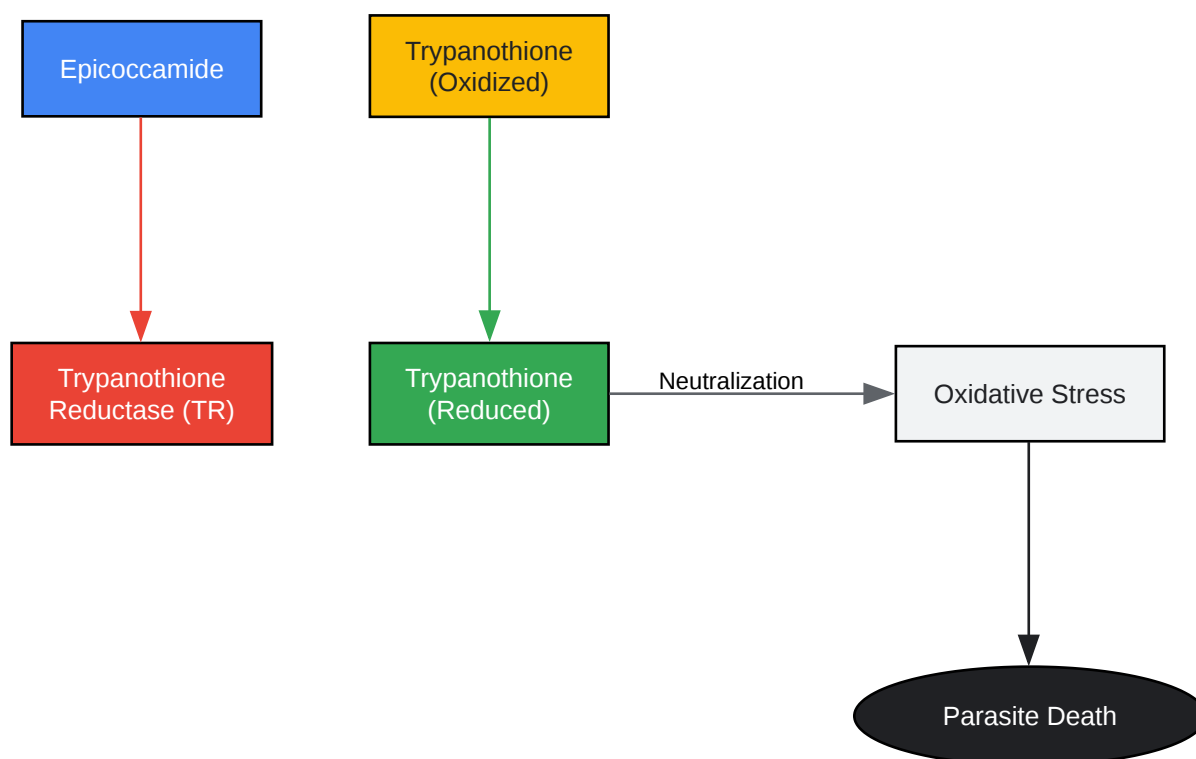 Epicoccamide
Trypanothione
(Oxidized)
Trypanothione
Reductase (TR)
Trypanothione
(Reduced)
Neutralization
Oxidative Stress
Parasite Death